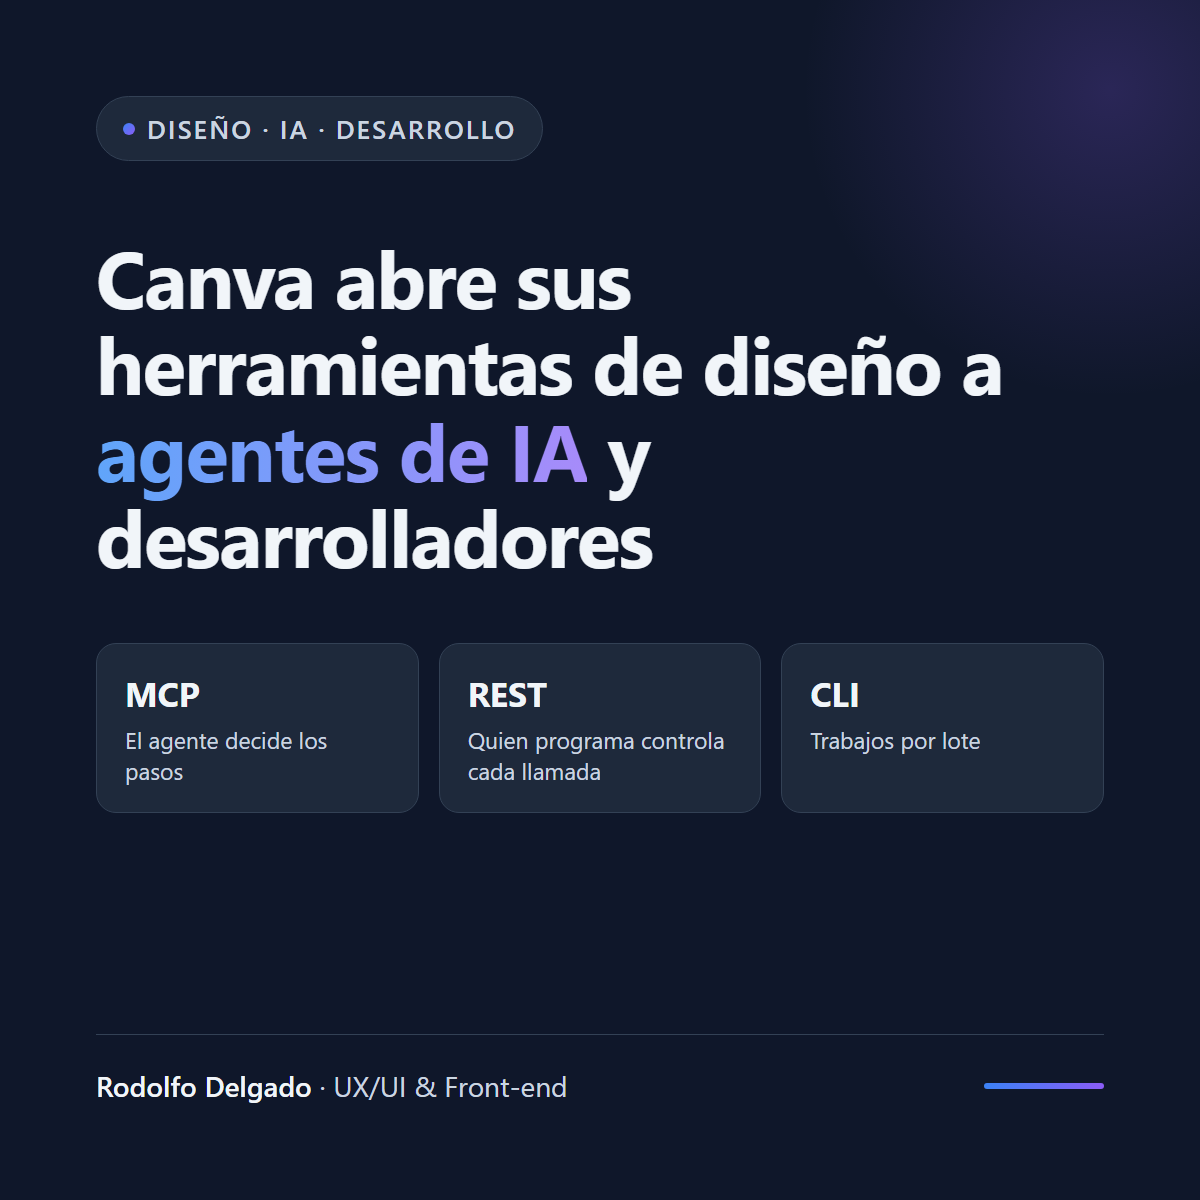 DISEÑO · IA · DESARROLLO
Canva abre sus
herramientas de diseño a
agentes de IA y
desarrolladores
MCP
El agente decide los
pasos
REST
Quien programa controla
cada llamada
CLI
Trabajos por lote
Rodolfo Delgado · UX/UI & Front-end